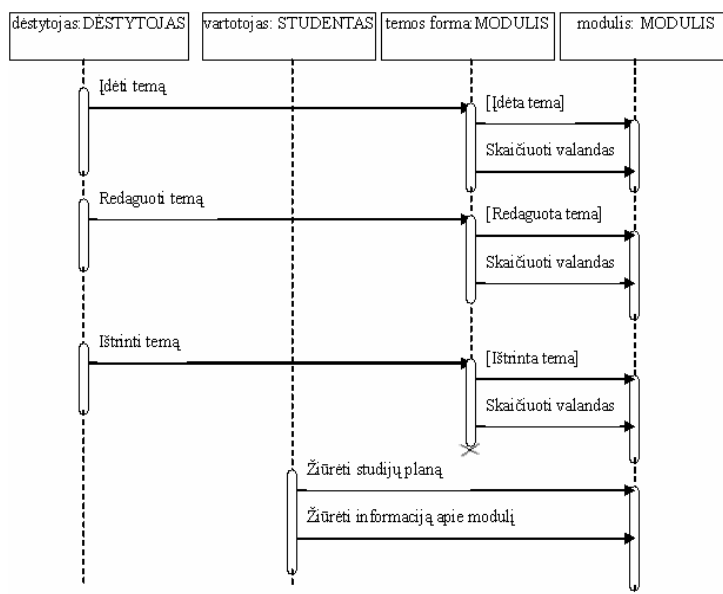 dėstytojas: DĖSTYTOJAS
vartotojas: STUDENTAS
temos forma: MODULIS
modulis: MODULIS
Įdėti temą
[Įdėta tema]
Skaičiuoti valandas
Redaguoti temą
[Redaguota tema]
Skaičiuoti valandas
Ištrinti temą
[Ištrinta tema]
Skaičiuoti valandas
Žiūrėti studijų planą
Žiūrėti informaciją apie modulį